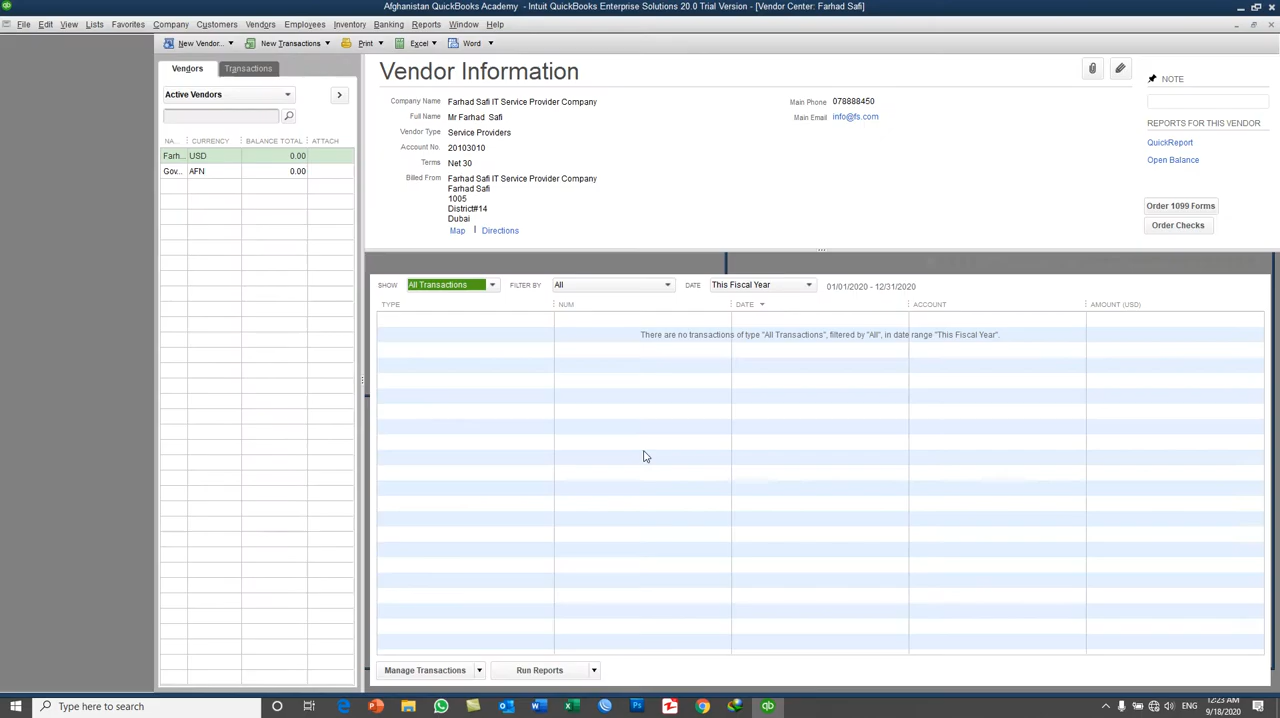 Afghanistan QuickBooks Academy - Intuit QuickBooks Enterprise Solutions 20.0 Trial Version - [Vendor Center: Farhad Safi]
File Edit View Lists Favorites Company Customers Vendors Employees Inventory Banking Reports Window Help
New Vendor... New Transactions Print Excel Word
Vendors Transactions
Active Vendors
NA... CURRENCY BALANCE TOTAL ATTACH
Farh... USD 0.00
Gov... AFN 0.00
Vendor Information
Company Name Farhad Safi IT Service Provider Company
Full Name Mr Farhad Safi
Vendor Type Service Providers
Account No. 20103010
Terms Net 30
Billed From Farhad Safi IT Service Provider Company
Farhad Safi
1005
District#14
Dubai
Map | Directions
Main Phone 078888450
Main Email info@fs.com
NOTE
REPORTS FOR THIS VENDOR
QuickReport
Open Balance
Order 1099 Forms
Order Checks
SHOW All Transactions FILTER BY All DATE This Fiscal Year 01/01/2020 - 12/31/2020
TYPE NUM DATE ACCOUNT AMOUNT (USD)
There are no transactions of type "All Transactions", filtered by "All", in date range "This Fiscal Year".
Manage Transactions Run Reports
Type here to search
ENG
12:23 AM
9/18/2020